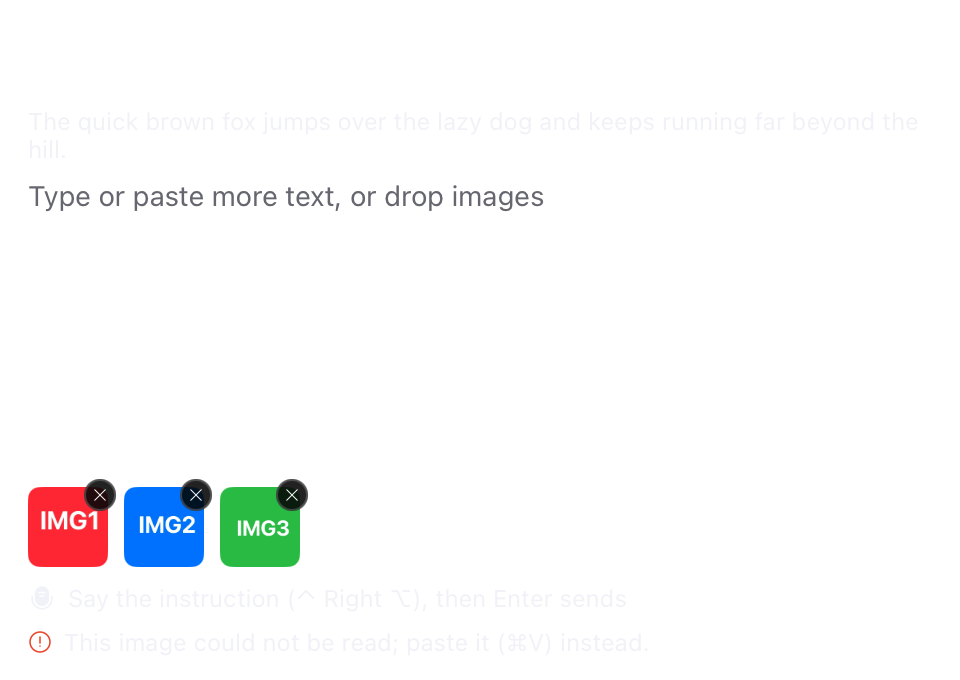 The quick brown fox jumps over the lazy dog and keeps running far beyond the
hill.
Type or paste more text, or drop images
IMG1 IMG2 IMG3
Say the instruction (⌃ Right ⌥), then Enter sends
This image could not be read; paste it (⌘V) instead.